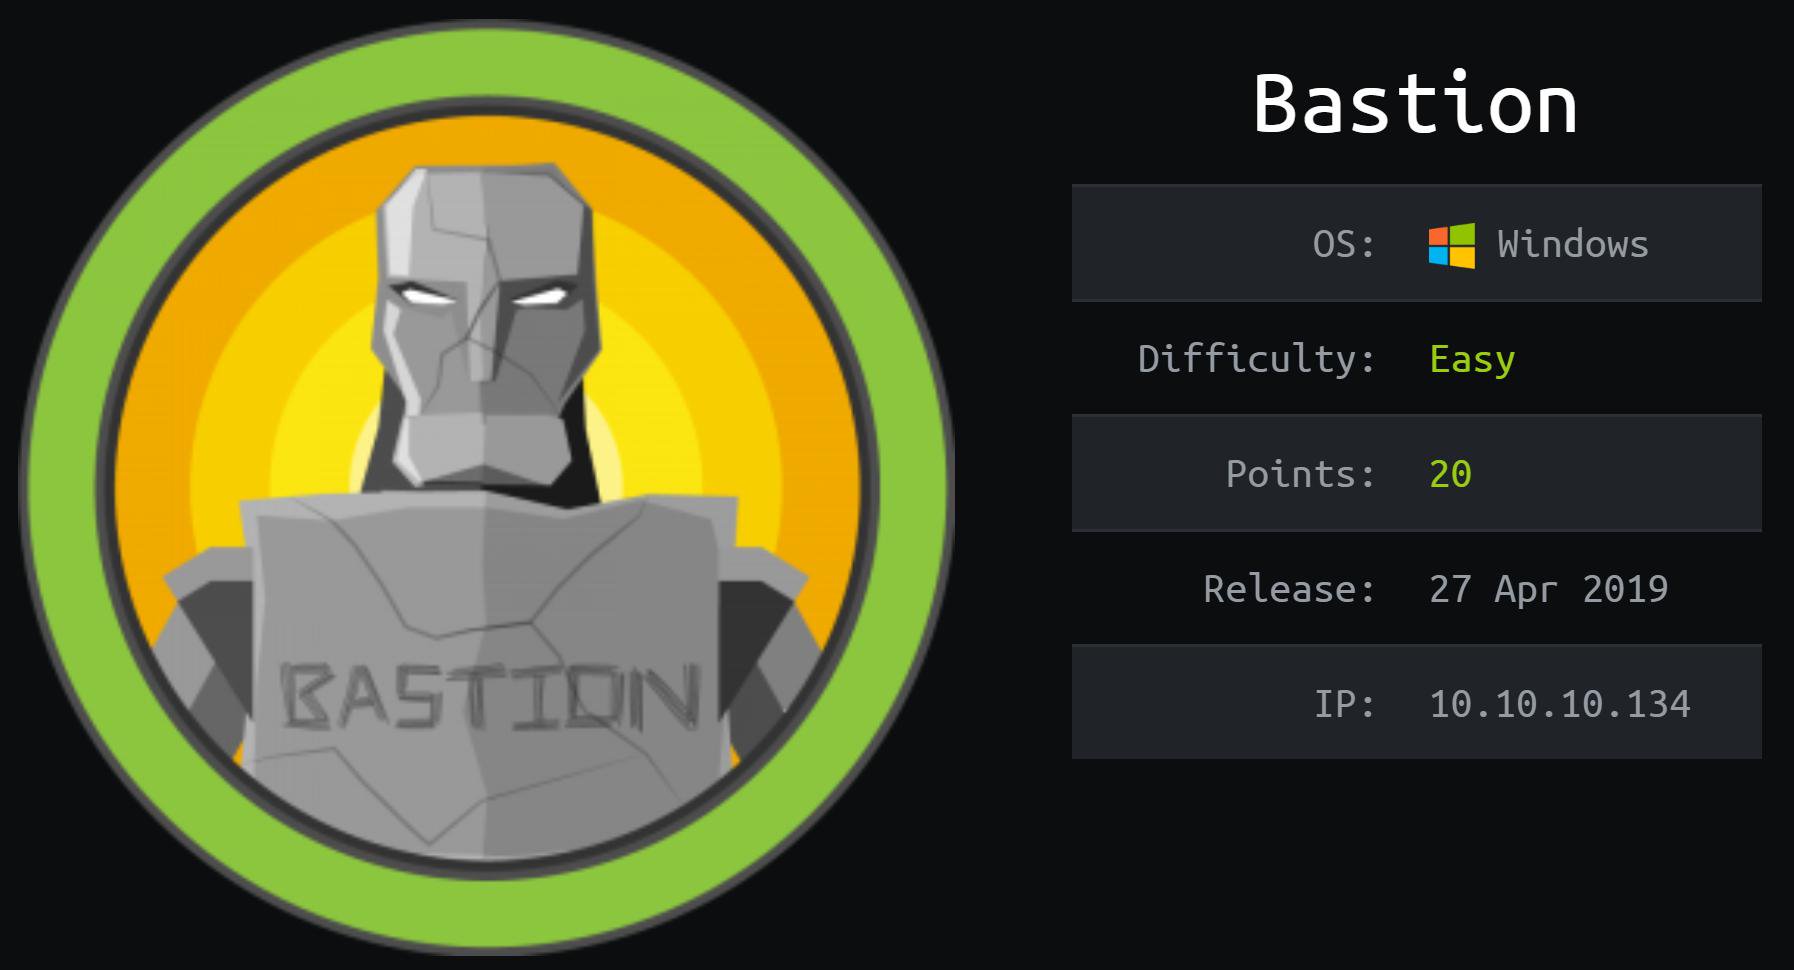 Bastion
OS: Windows
Difficulty: Easy
Points: 20
Release: 27 Apr 2019
IP: 10.10.10.134
BASTION